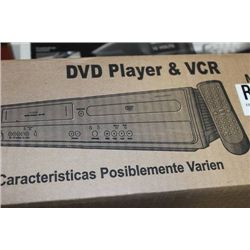 DVD Player & VCR
R
Caracteristicas Posiblemente Varien